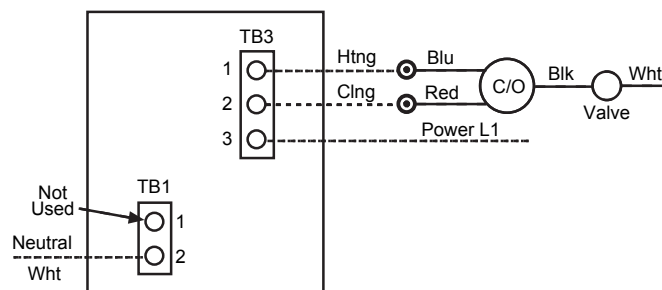 TB3
1 Htng Blu
C/O
Blk
Wht
Valve
2 Clng Red
3 Power L1
Not
Used
TB1
1
2
Neutral
Wht